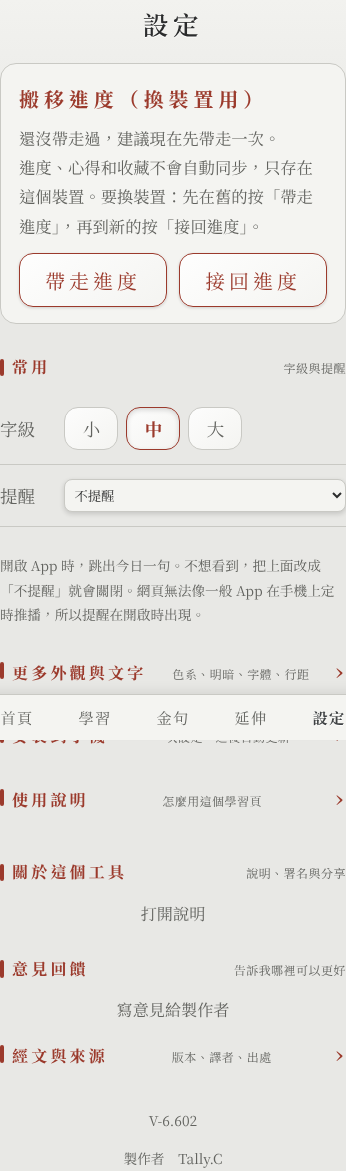 設定
搬移進度（換裝置用）
還沒帶走過，建議現在先帶走一次。
進度、心得和收藏不會自動同步，只存在
這個裝置。要換裝置：先在舊的按「帶走
進度」，再到新的按「接回進度」。
帶走進度 接回進度
常用 字級與提醒
字級 小 中 大
提醒 不提醒
開啟 App 時，跳出今日一句。不想看到，把上面改成
「不提醒」就會關閉。網頁無法像一般 App 在手機上定
時推播，所以提醒在開啟時出現。
更多外觀與文字 色系、明暗、字體、行距
首頁 學習 金句 延伸 設定
使用說明 怎麼用這個學習頁
關於這個工具 說明、署名與分享
打開說明
意見回饋 告訴我哪裡可以更好
寫意見給製作者
經文與來源 版本、譯者、出處
V-6.602
製作者 Tally.C